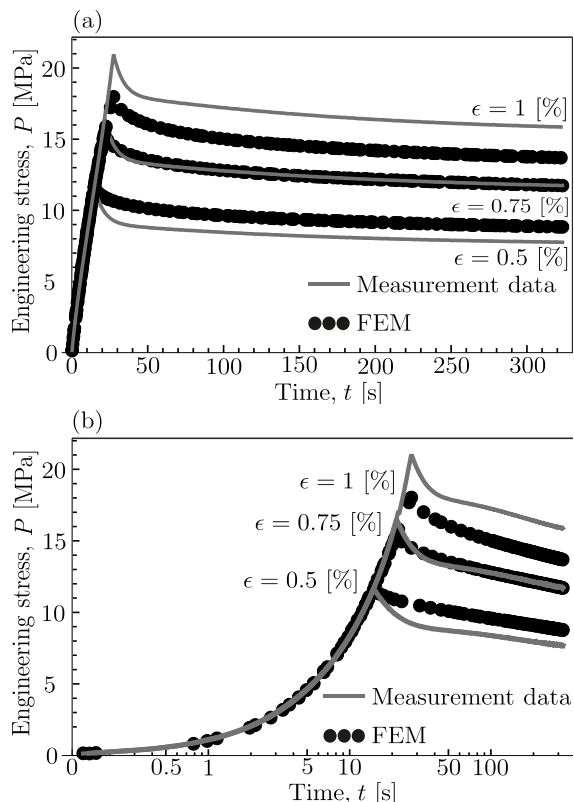 (a)
Engineering stress, P [MPa]
20
15
10
5
0
ϵ = 1 [%]
ϵ = 0.75 [%]
ϵ = 0.5 [%]
Measurement data
FEM
0 50 100 150 200 250 300
Time, t [s]
(b)
Engineering stress, P [MPa]
20
15
10
5
0
ϵ = 1 [%]
ϵ = 0.75 [%]
ϵ = 0.5 [%]
Measurement data
FEM
0 0.5 1 5 10 50 100
Time, t [s]